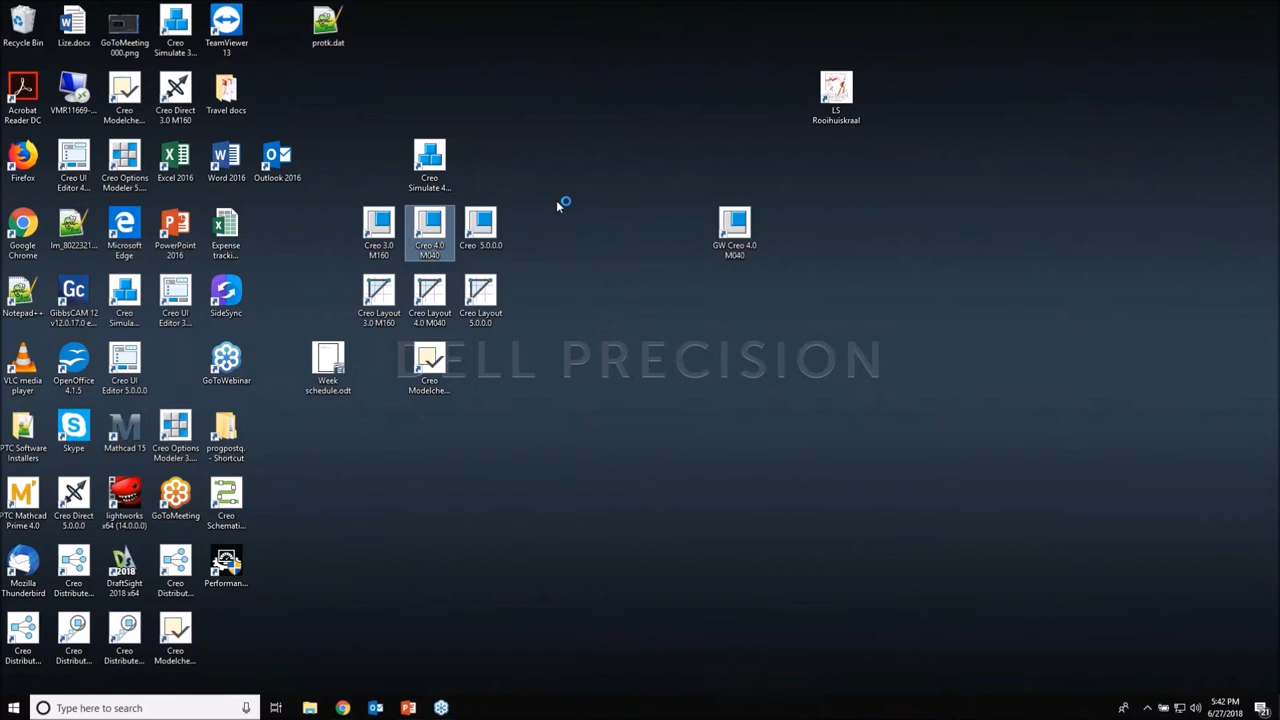 Recycle Bin
Lize.docx
GoToMeeting
000.png
Creo
Simulate 3...
TeamViewer
13
protk.dat
Acrobat
Reader DC
VMR11669-...
Creo
Modelche...
Creo Direct
3.0 M160
Travel docs
LS
Rooihuiskraal
Firefox
Creo UI
Editor 4....
Creo Options
Modeler 5....
Excel 2016
Word 2016
Outlook 2016
Creo
Simulate 4...
Google
Chrome
lm_8022321...
Microsoft
Edge
PowerPoint
2016
Expense
tracki...
Creo 3.0
M160
Creo 4.0
M040
Creo 5.0.0.0
GW Creo 4.0
M040
Notepad++
GibbsCAM 12
v12.0.17.0 e...
Creo
Simula...
Creo UI
Editor 3....
SideSync
Creo Layout
3.0 M160
Creo Layout
4.0 M040
Creo Layout
5.0.0.0
VLC media
player
OpenOffice
4.1.5
Creo UI
Editor 5.0.0.0
GoToWebinar
Week
schedule.odt
Creo
Modelche...
DELL PRECISION
PTC Software
Installers
Skype
Mathcad 15
Creo Options
Modeler 3....
progpostq.
- Shortcut
PTC Mathcad
Prime 4.0
Creo Direct
5.0.0.0
lightworks
x64 (14.0.0.0)
GoToMeeting
Creo
Schemati...
Mozilla
Thunderbird
Creo
Distribute...
2018
DraftSight
2018 x64
Creo
Distribut...
Performan...
Creo
Distribut...
Creo
Distribut...
Creo
Distribute...
Creo
Modelche...
Type here to search
5:42 PM
6/27/2018
21